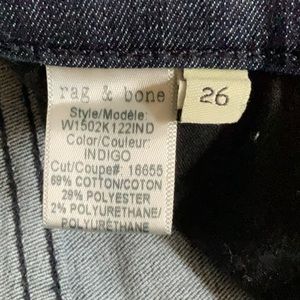 rag & bone
26
Style/Modèle:
W1502K122IND
Color/Couleur:
INDIGO
Cut/Coupe#: 16655
69% COTTON/COTON
29% POLYESTER
2% POLYURETHANE/
POLYURÉTHANE